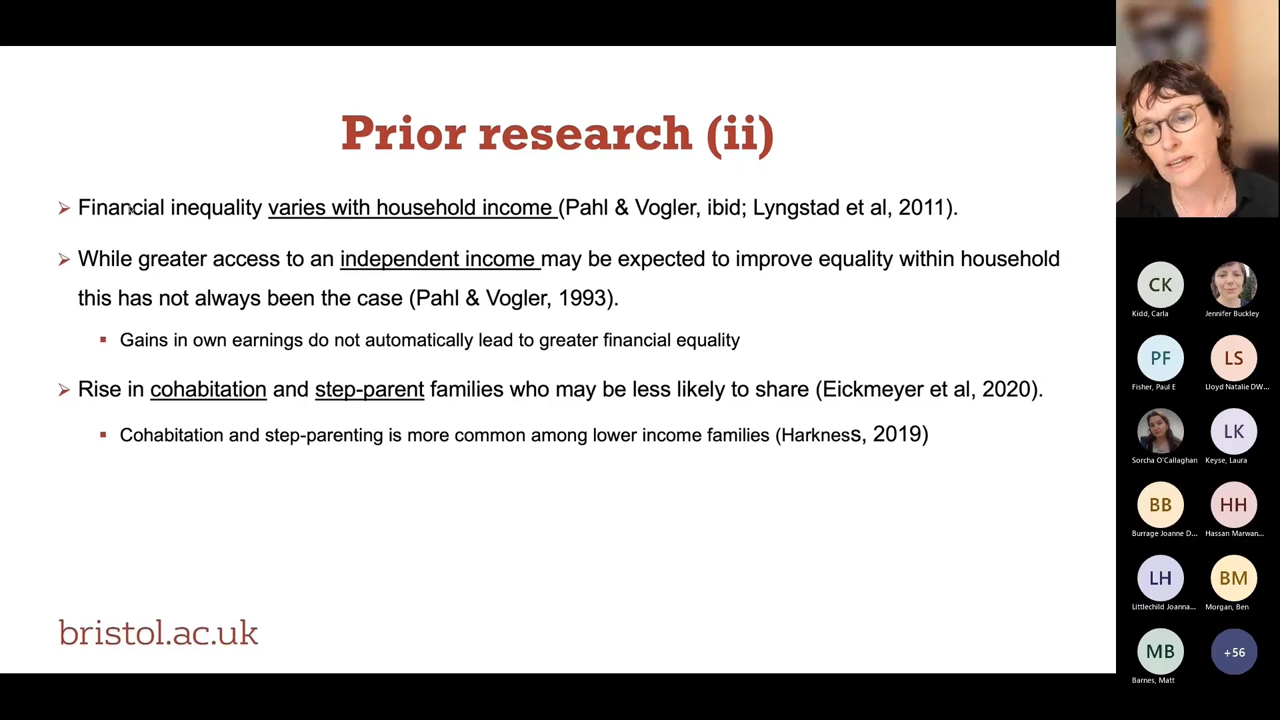 Prior research (ii)
Financial inequality varies with household income (Pahl & Vogler, ibid; Lyngstad et al, 2011).
While greater access to an independent income may be expected to improve equality within household
this has not always been the case (Pahl & Vogler, 1993).
Gains in own earnings do not automatically lead to greater financial equality
Rise in cohabitation and step-parent families who may be less likely to share (Eickmeyer et al, 2020).
Cohabitation and step-parenting is more common among lower income families (Harkness, 2019)
bristol.ac.uk
CK
Kidd, Carla
Jennifer Buckley
PF
Fisher, Paul E
LS
Lloyd Natalie DW...
Sorcha O'Callaghan
LK
Keyse, Laura
BB
Burrage Joanne D...
HH
Hassan Marwan...
LH
Littlechild Joanna...
BM
Morgan, Ben
MB
Barnes, Matt
+56